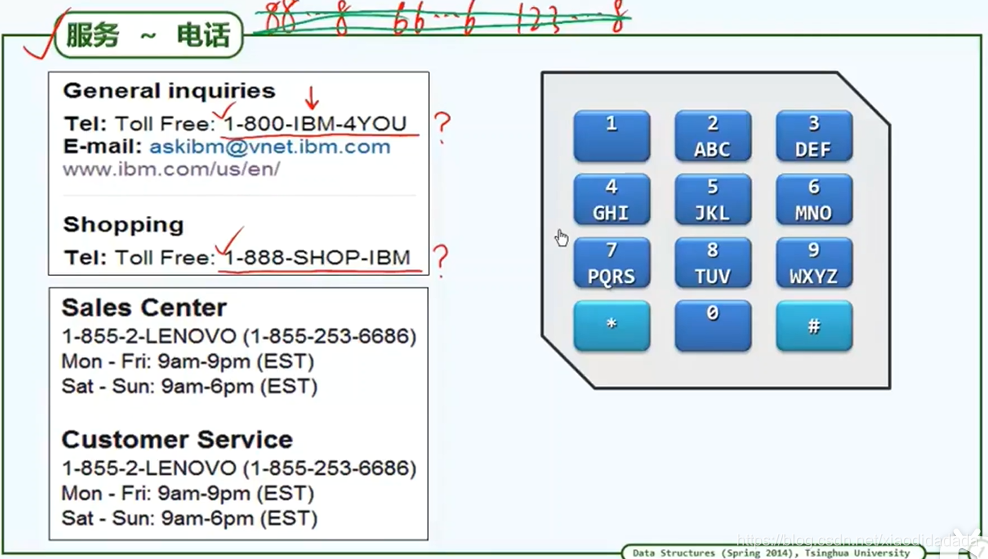 88 ... 8 66 ... 6 123 ... 8
服务 ~ 电话
General inquiries
Tel: Toll Free: 1-800-IBM-4YOU ?
E-mail: askibm@vnet.ibm.com
www.ibm.com/us/en/
Shopping
Tel: Toll Free: 1-888-SHOP-IBM ?
Sales Center
1-855-2-LENOVO (1-855-253-6686)
Mon - Fri: 9am-9pm (EST)
Sat - Sun: 9am-6pm (EST)
Customer Service
1-855-2-LENOVO (1-855-253-6686)
Mon - Fri: 9am-9pm (EST)
Sat - Sun: 9am-6pm (EST)
1
2
ABC
3
DEF
4
GHI
5
JKL
6
MNO
7
PQRS
8
TUV
9
WXYZ
*
0
#
Data Structures (Spring 2014), Tsinghua University